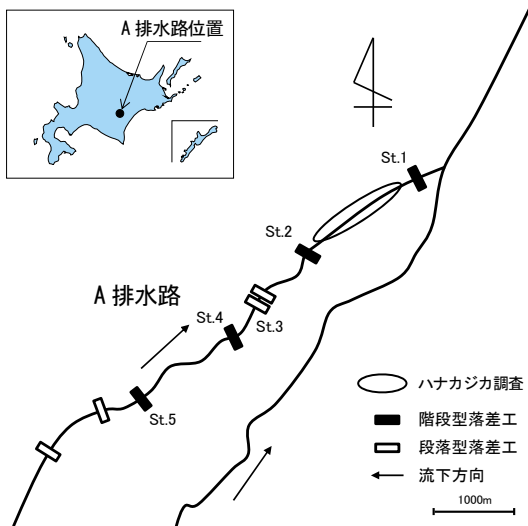 A 排水路位置
St.1
St.2
A 排水路
St.3
St.4
St.5
ハナカジカ調査
階段型落差工
段落型落差工
流下方向
1000m